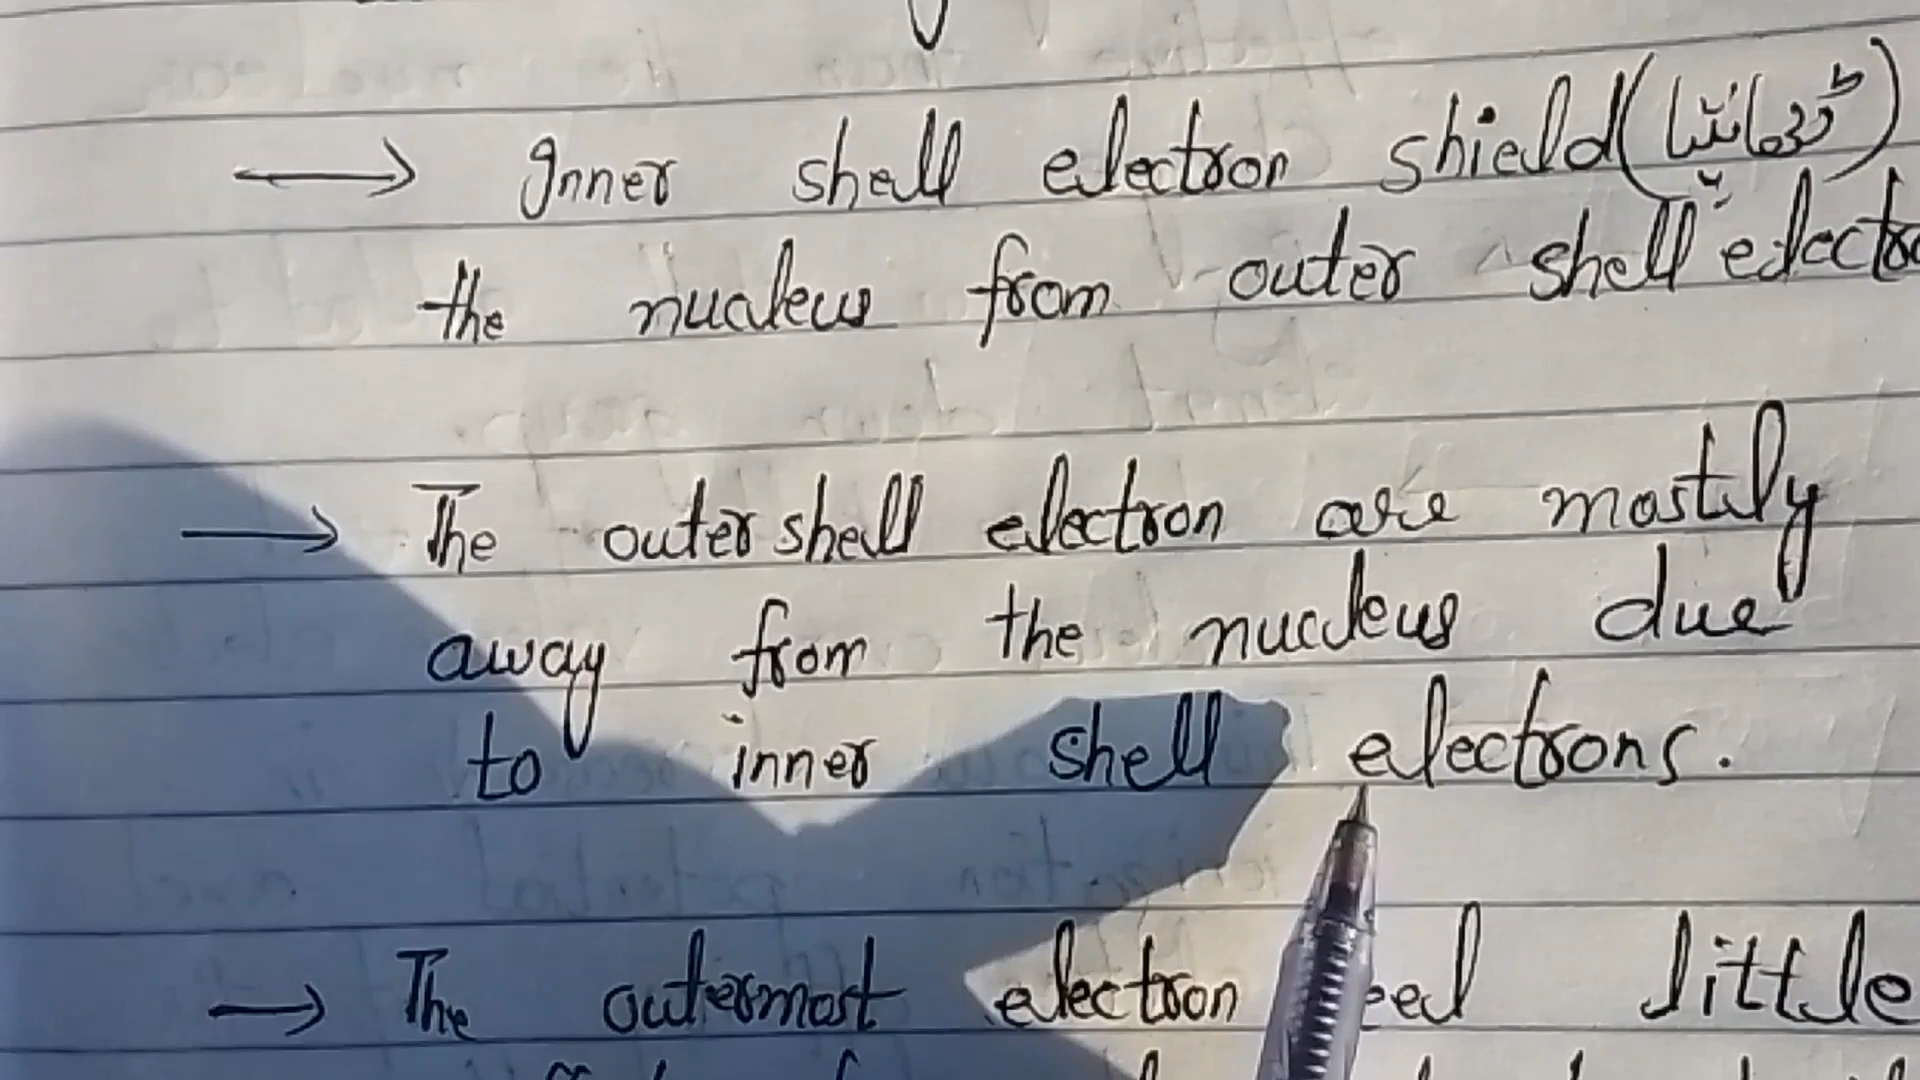 → Inner shell electron shield (ڈھانپنا)
the nucleus from outer shell electro
→ The outer shell electron are mostly
away from the nucleus due
to inner shell electrons.
→ The outermost electron eel little